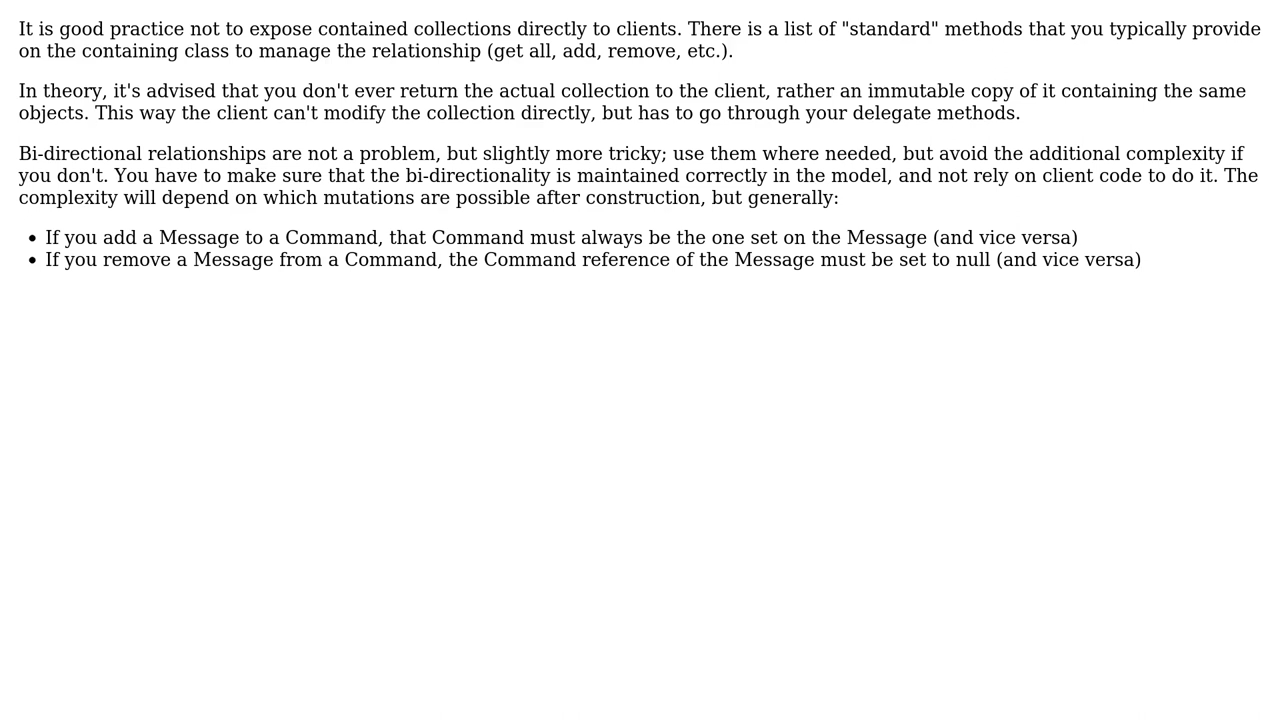 It is good practice not to expose contained collections directly to clients. There is a list of "standard" methods that you typically provide
on the containing class to manage the relationship (get all, add, remove, etc.).
In theory, it's advised that you don't ever return the actual collection to the client, rather an immutable copy of it containing the same
objects. This way the client can't modify the collection directly, but has to go through your delegate methods.
Bi-directional relationships are not a problem, but slightly more tricky; use them where needed, but avoid the additional complexity if
you don't. You have to make sure that the bi-directionality is maintained correctly in the model, and not rely on client code to do it. The
complexity will depend on which mutations are possible after construction, but generally:
• If you add a Message to a Command, that Command must always be the one set on the Message (and vice versa)
• If you remove a Message from a Command, the Command reference of the Message must be set to null (and vice versa)